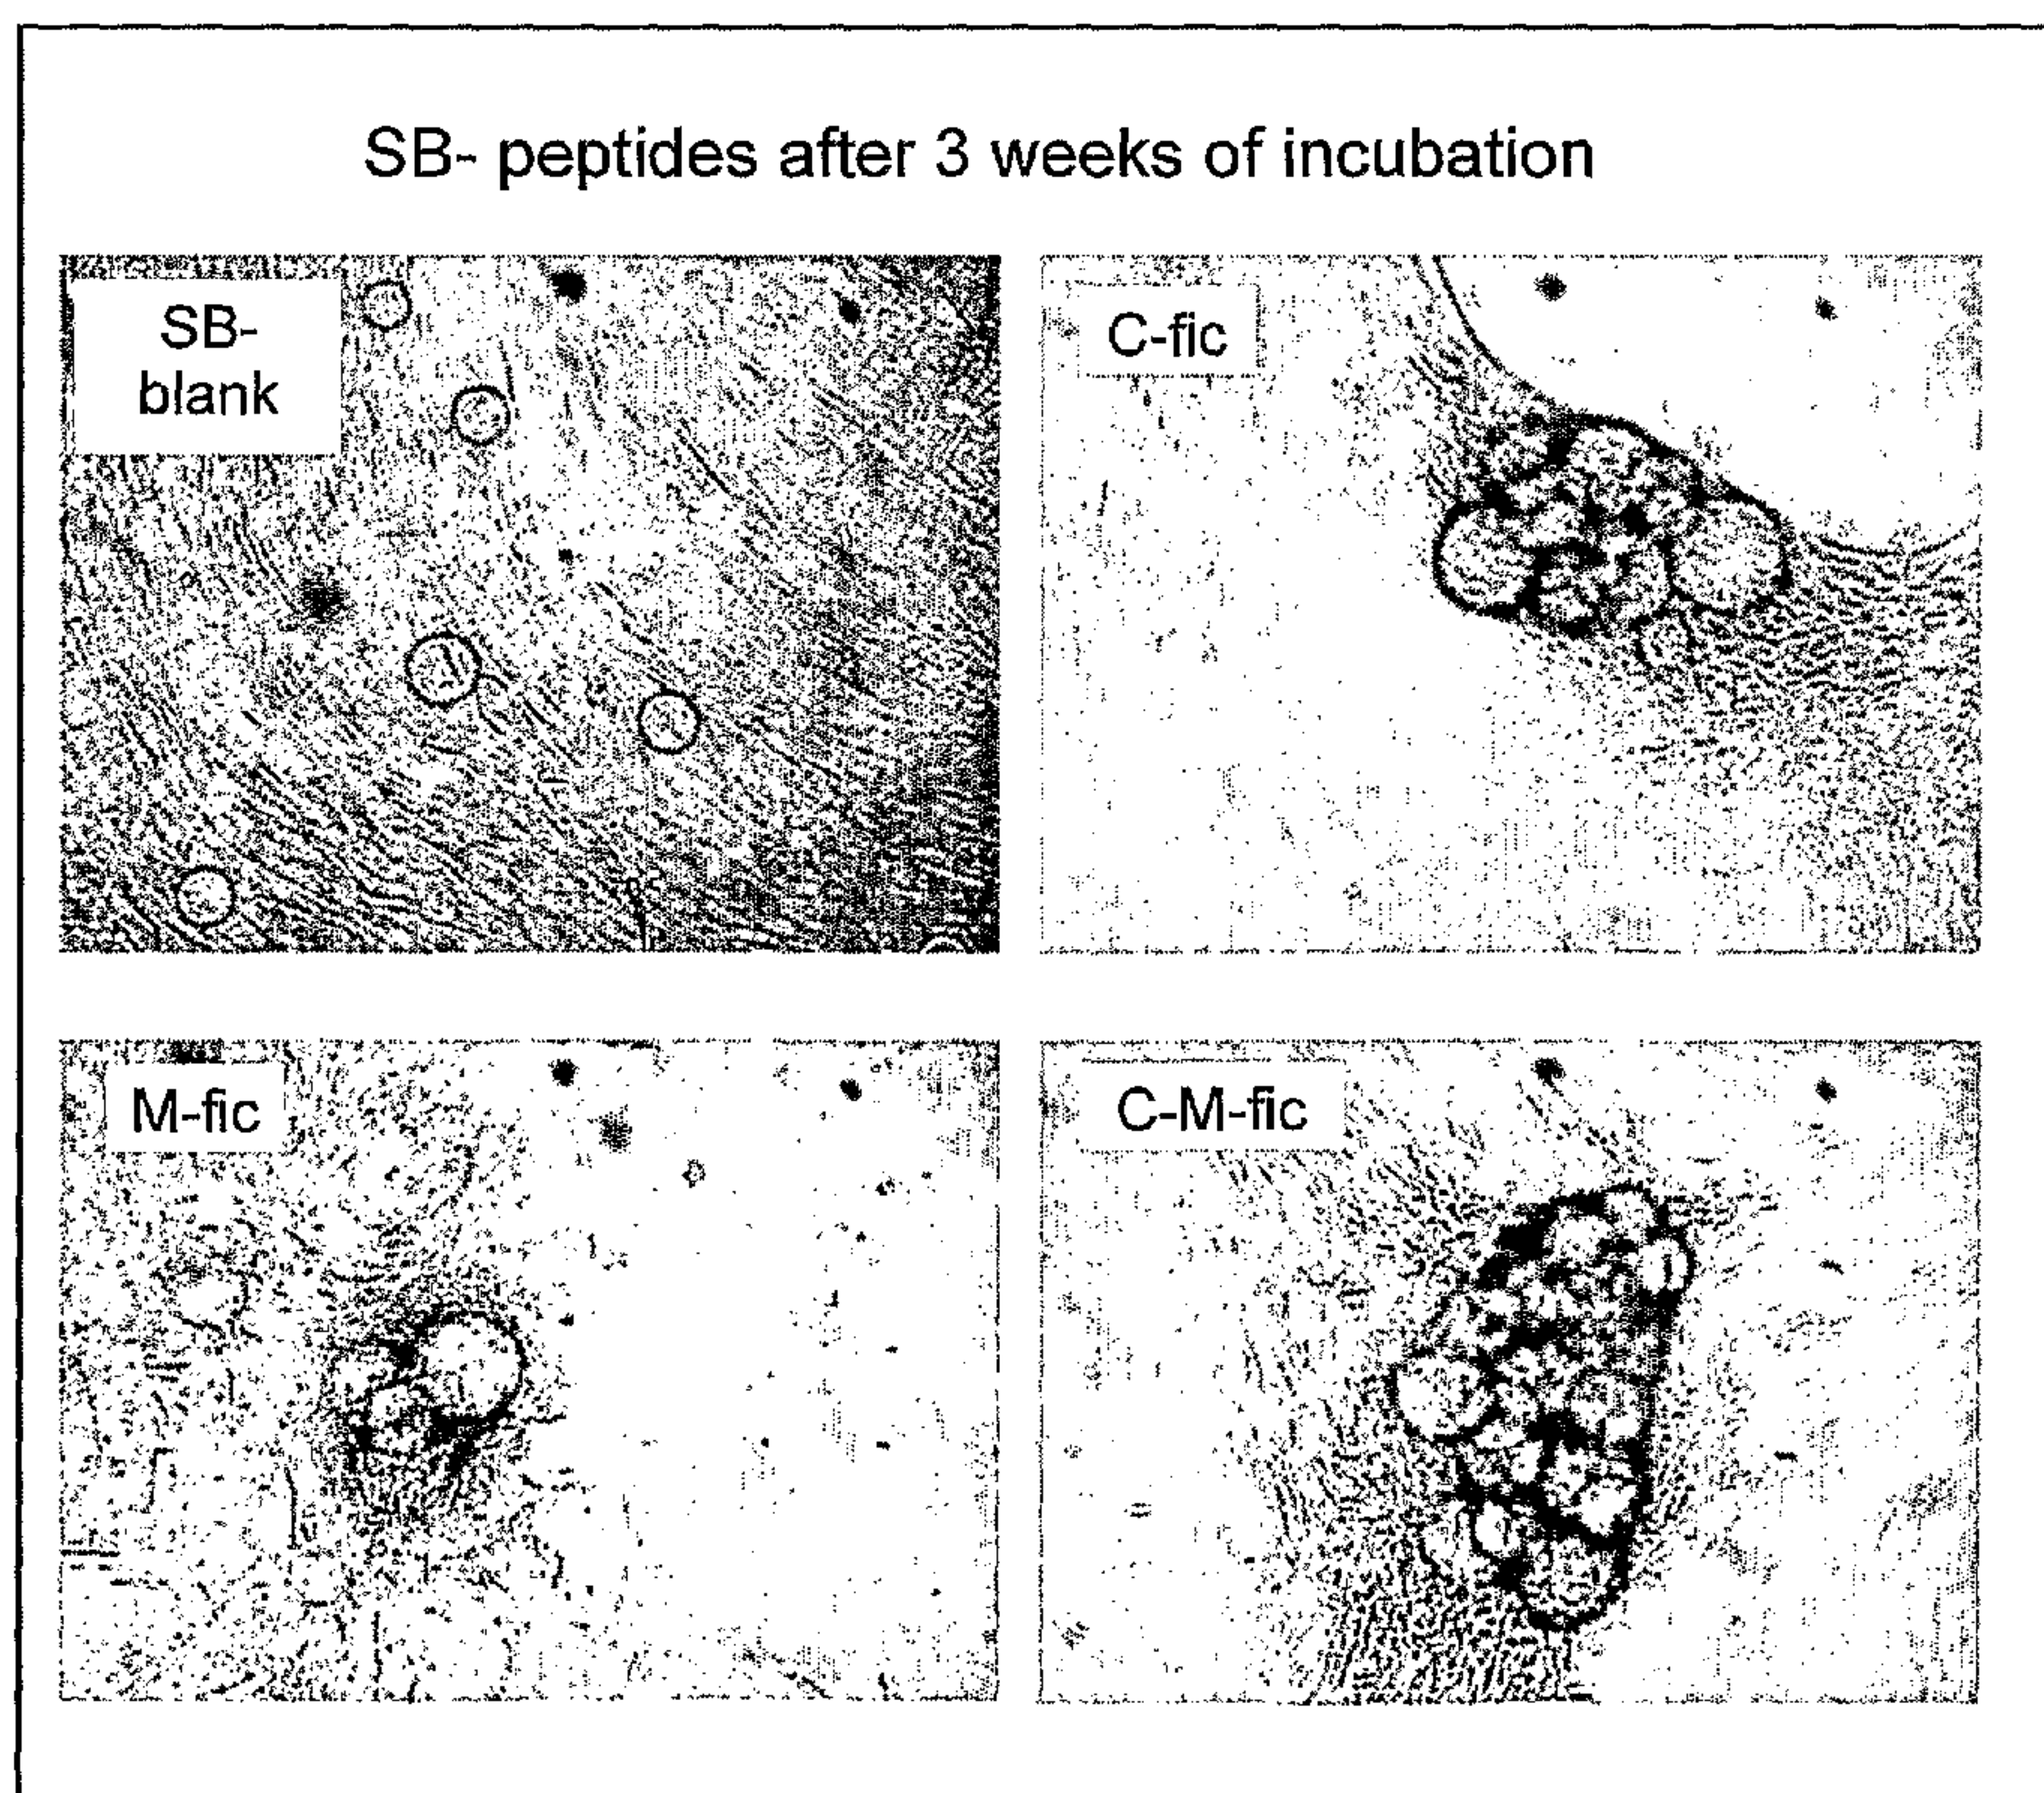 SB- peptides after 3 weeks of incubation
SB-
blank
C-fic
M-fic
C-M-fic